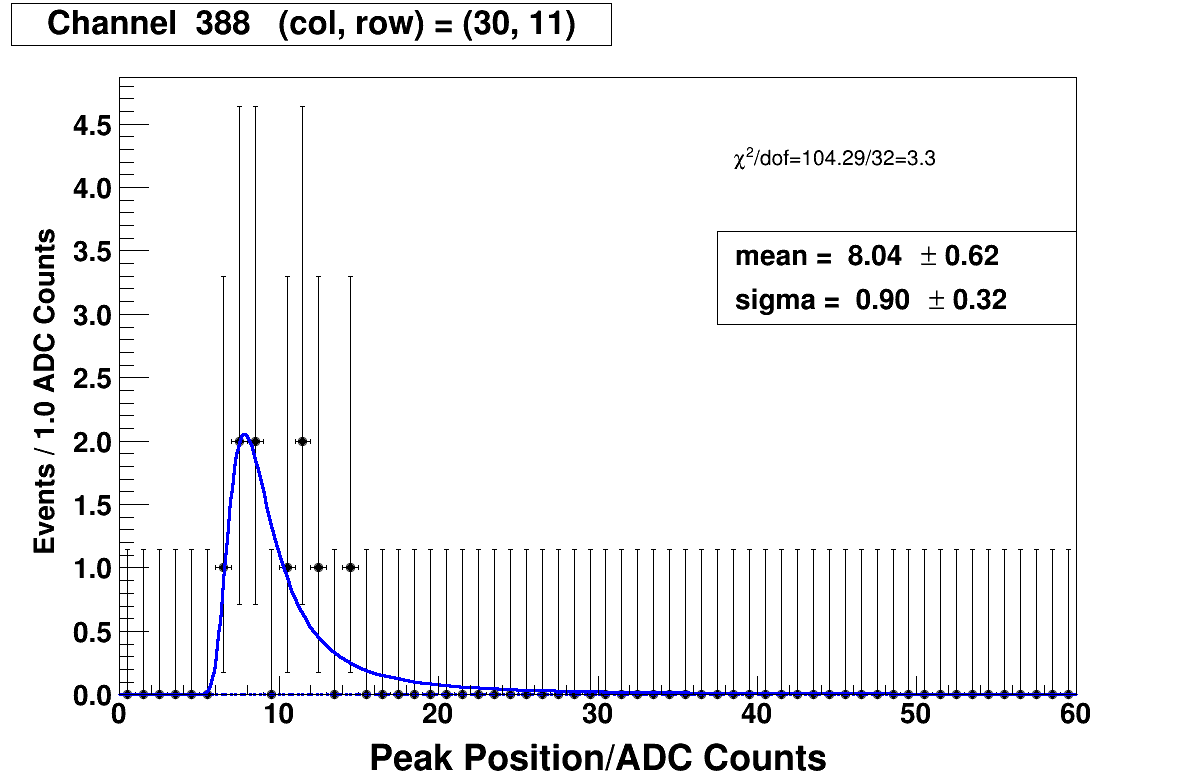 Channel 388 (col, row) = (30, 11)
χ²/dof=104.29/32=3.3
mean = 8.04 ± 0.62
sigma = 0.90 ± 0.32
Events / 1.0 ADC Counts
4.5
4.0
3.5
3.0
2.5
2.0
1.5
1.0
0.5
0.0
0 10 20 30 40 50 60
Peak Position/ADC Counts